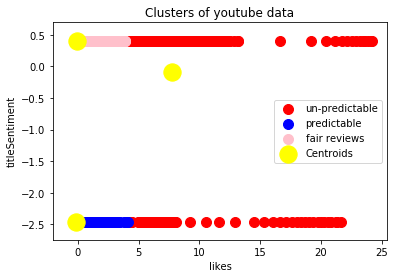 Clusters of youtube data
titleSentiment
0.5
0.0
−0.5
−1.0
−1.5
−2.0
−2.5
un-predictable
predictable
fair reviews
Centroids
0 5 10 15 20 25
likes